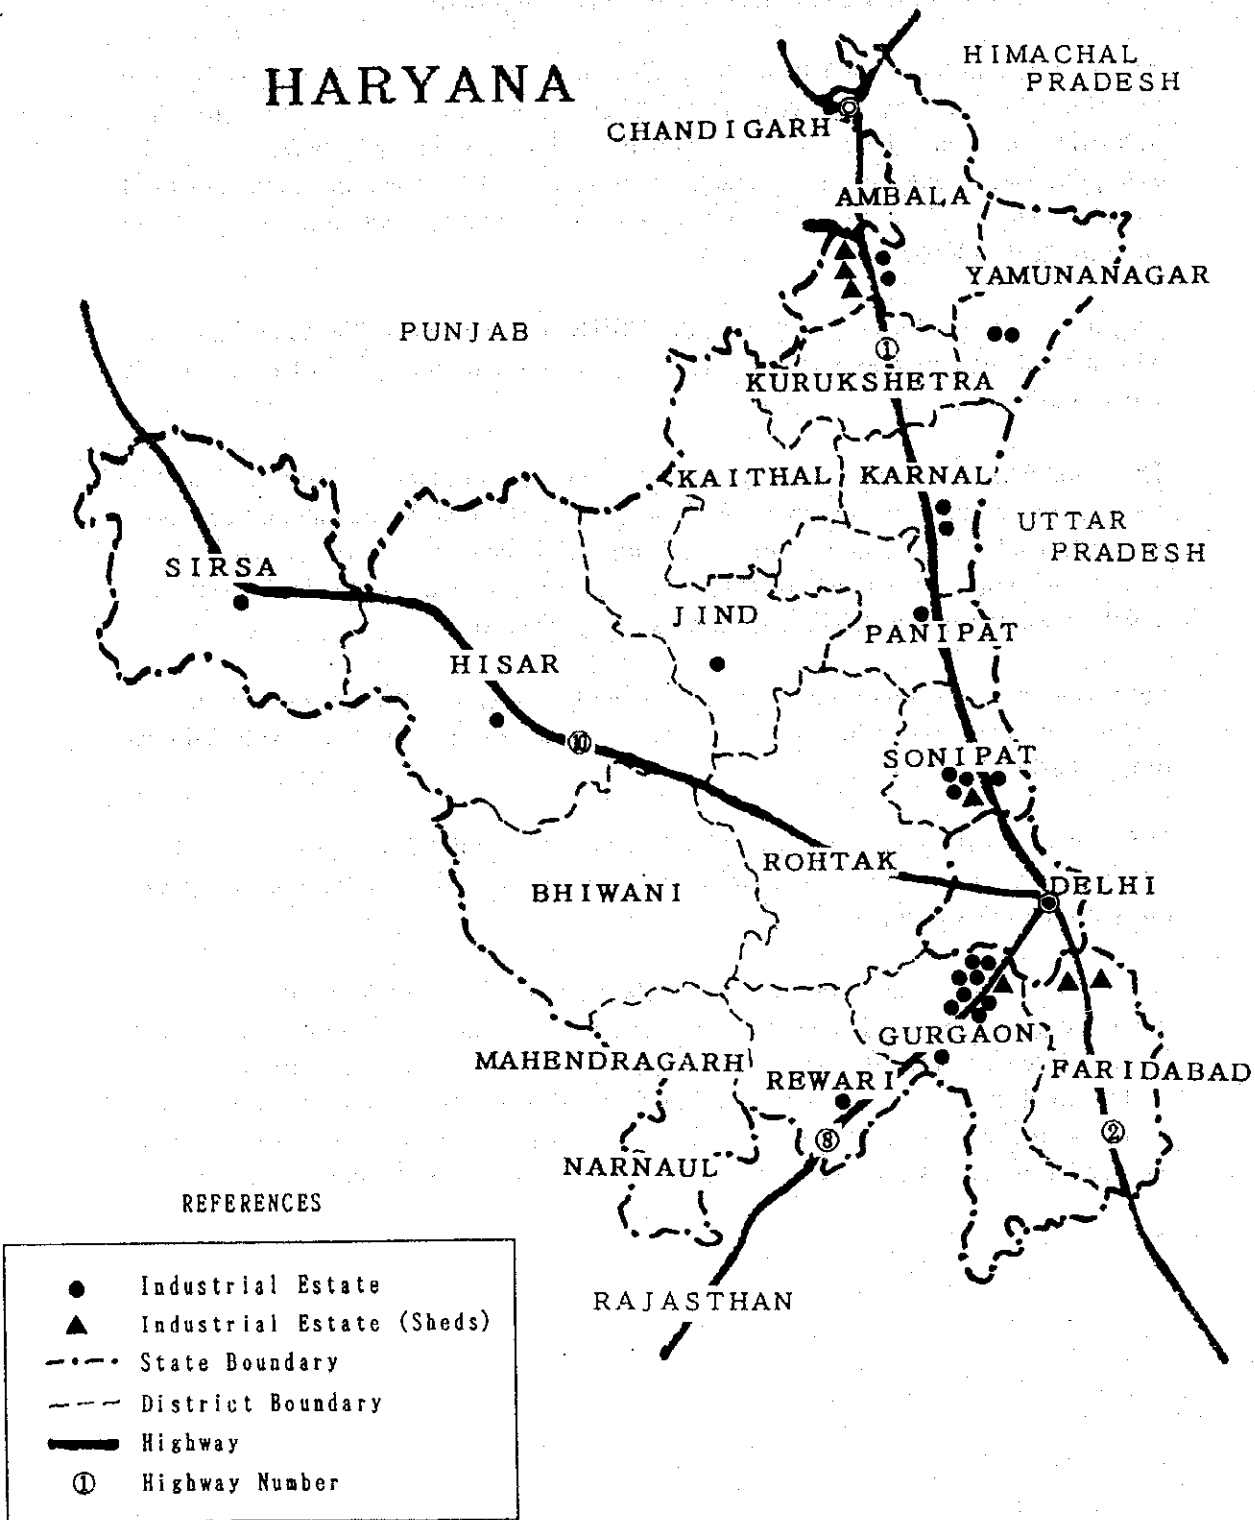 HARYANA
HIMACHAL
PRADESH
CHANDIGARH
AMBALA
YAMUNANAGAR
PUNJAB
①
KURUKSHETRA
KAITHAL
KARNAL
UTTAR
PRADESH
SIRSA
JIND
PANIPAT
HISAR
⑩
SONIPAT
ROHTAK
DELHI
BHIWANI
GURGAON
MAHENDRAGARH
REWARI
FARIDABAD
⑧
②
NARNAUL
RAJASTHAN
REFERENCES
Industrial Estate
Industrial Estate (Sheds)
State Boundary
District Boundary
Highway
① Highway Number